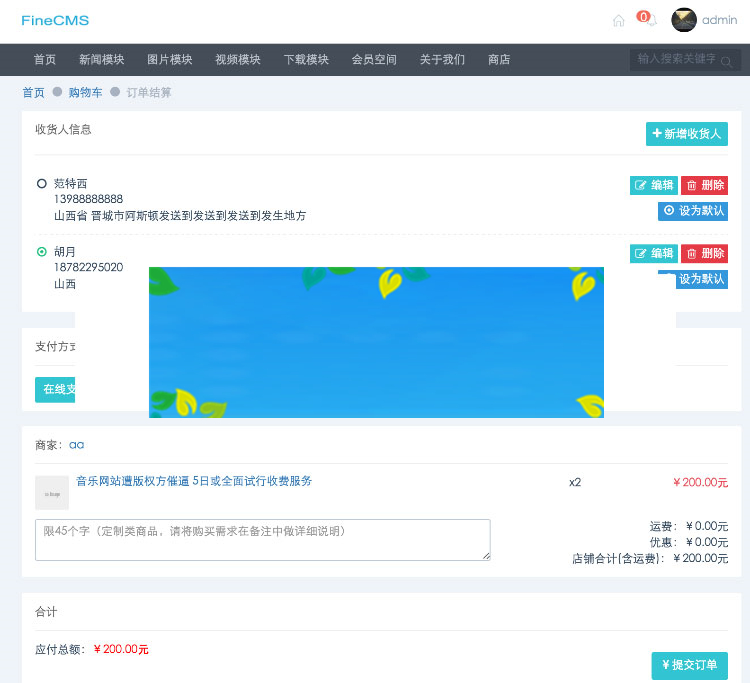 FineCMS
0 admin
首页 新闻模块 图片模块 视频模块 下载模块 会员空间 关于我们 商店 输入搜索关键字
首页 购物车 订单结算
收货人信息 新增收货人
范特西 编辑 删除
13988888888
山西省 晋城市阿斯顿发送到发送到发送到发生地方 设为默认
胡月 编辑 删除
18782295020
山西 设为默认
支付方式
在线支
商家：aa
音乐网站遭版权方催逼 5日或全面试行收费服务 x2 ￥200.00元
限45个字（定制类商品，请将购买需求在备注中做详细说明）
运费：￥0.00元
优惠：￥0.00元
店铺合计(含运费)：￥200.00元
合计
应付总额：￥200.00元
¥ 提交订单